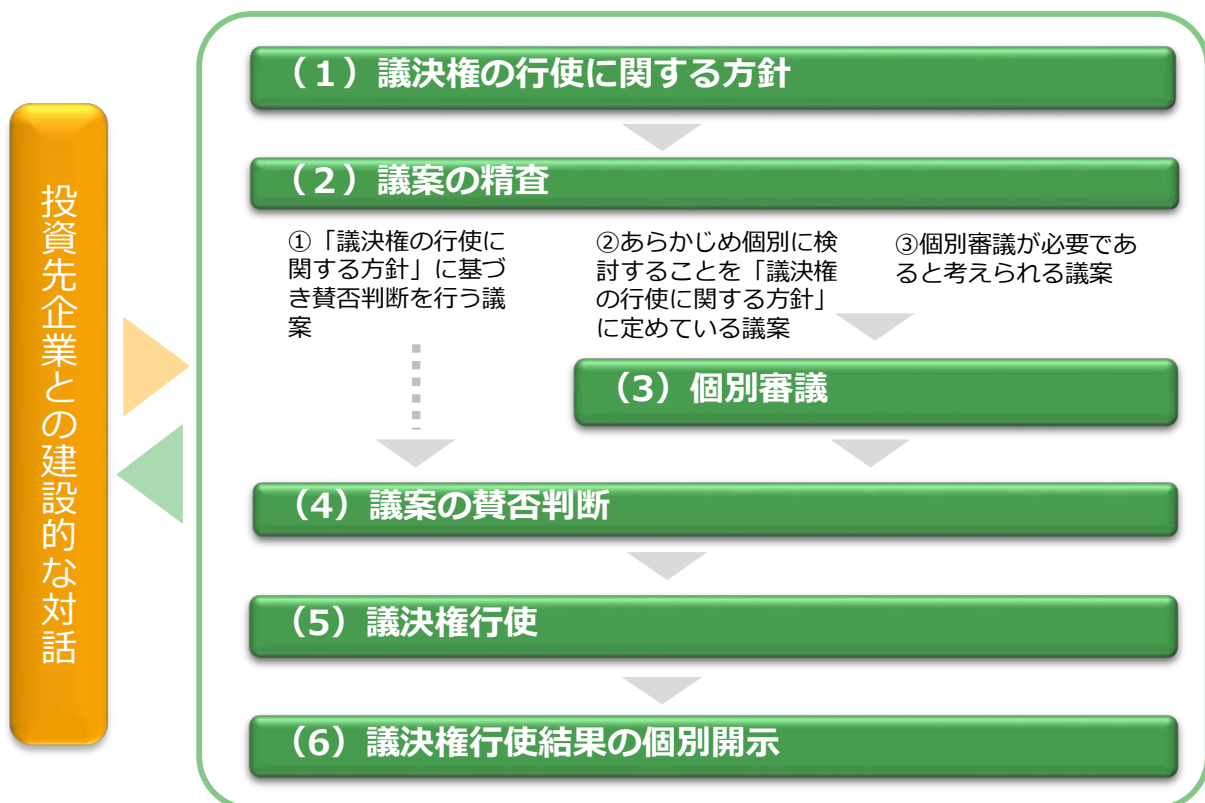 投資先企業との建設的な対話
（１）議決権の行使に関する方針
（２）議案の精査
①「議決権の行使に
関する方針」に基づ
き賛否判断を行う議
案
②あらかじめ個別に検
討することを「議決権
の行使に関する方針」
に定めている議案
③個別審議が必要であ
ると考えられる議案
（3）個別審議
（4）議案の賛否判断
（5）議決権行使
（6）議決権行使結果の個別開示